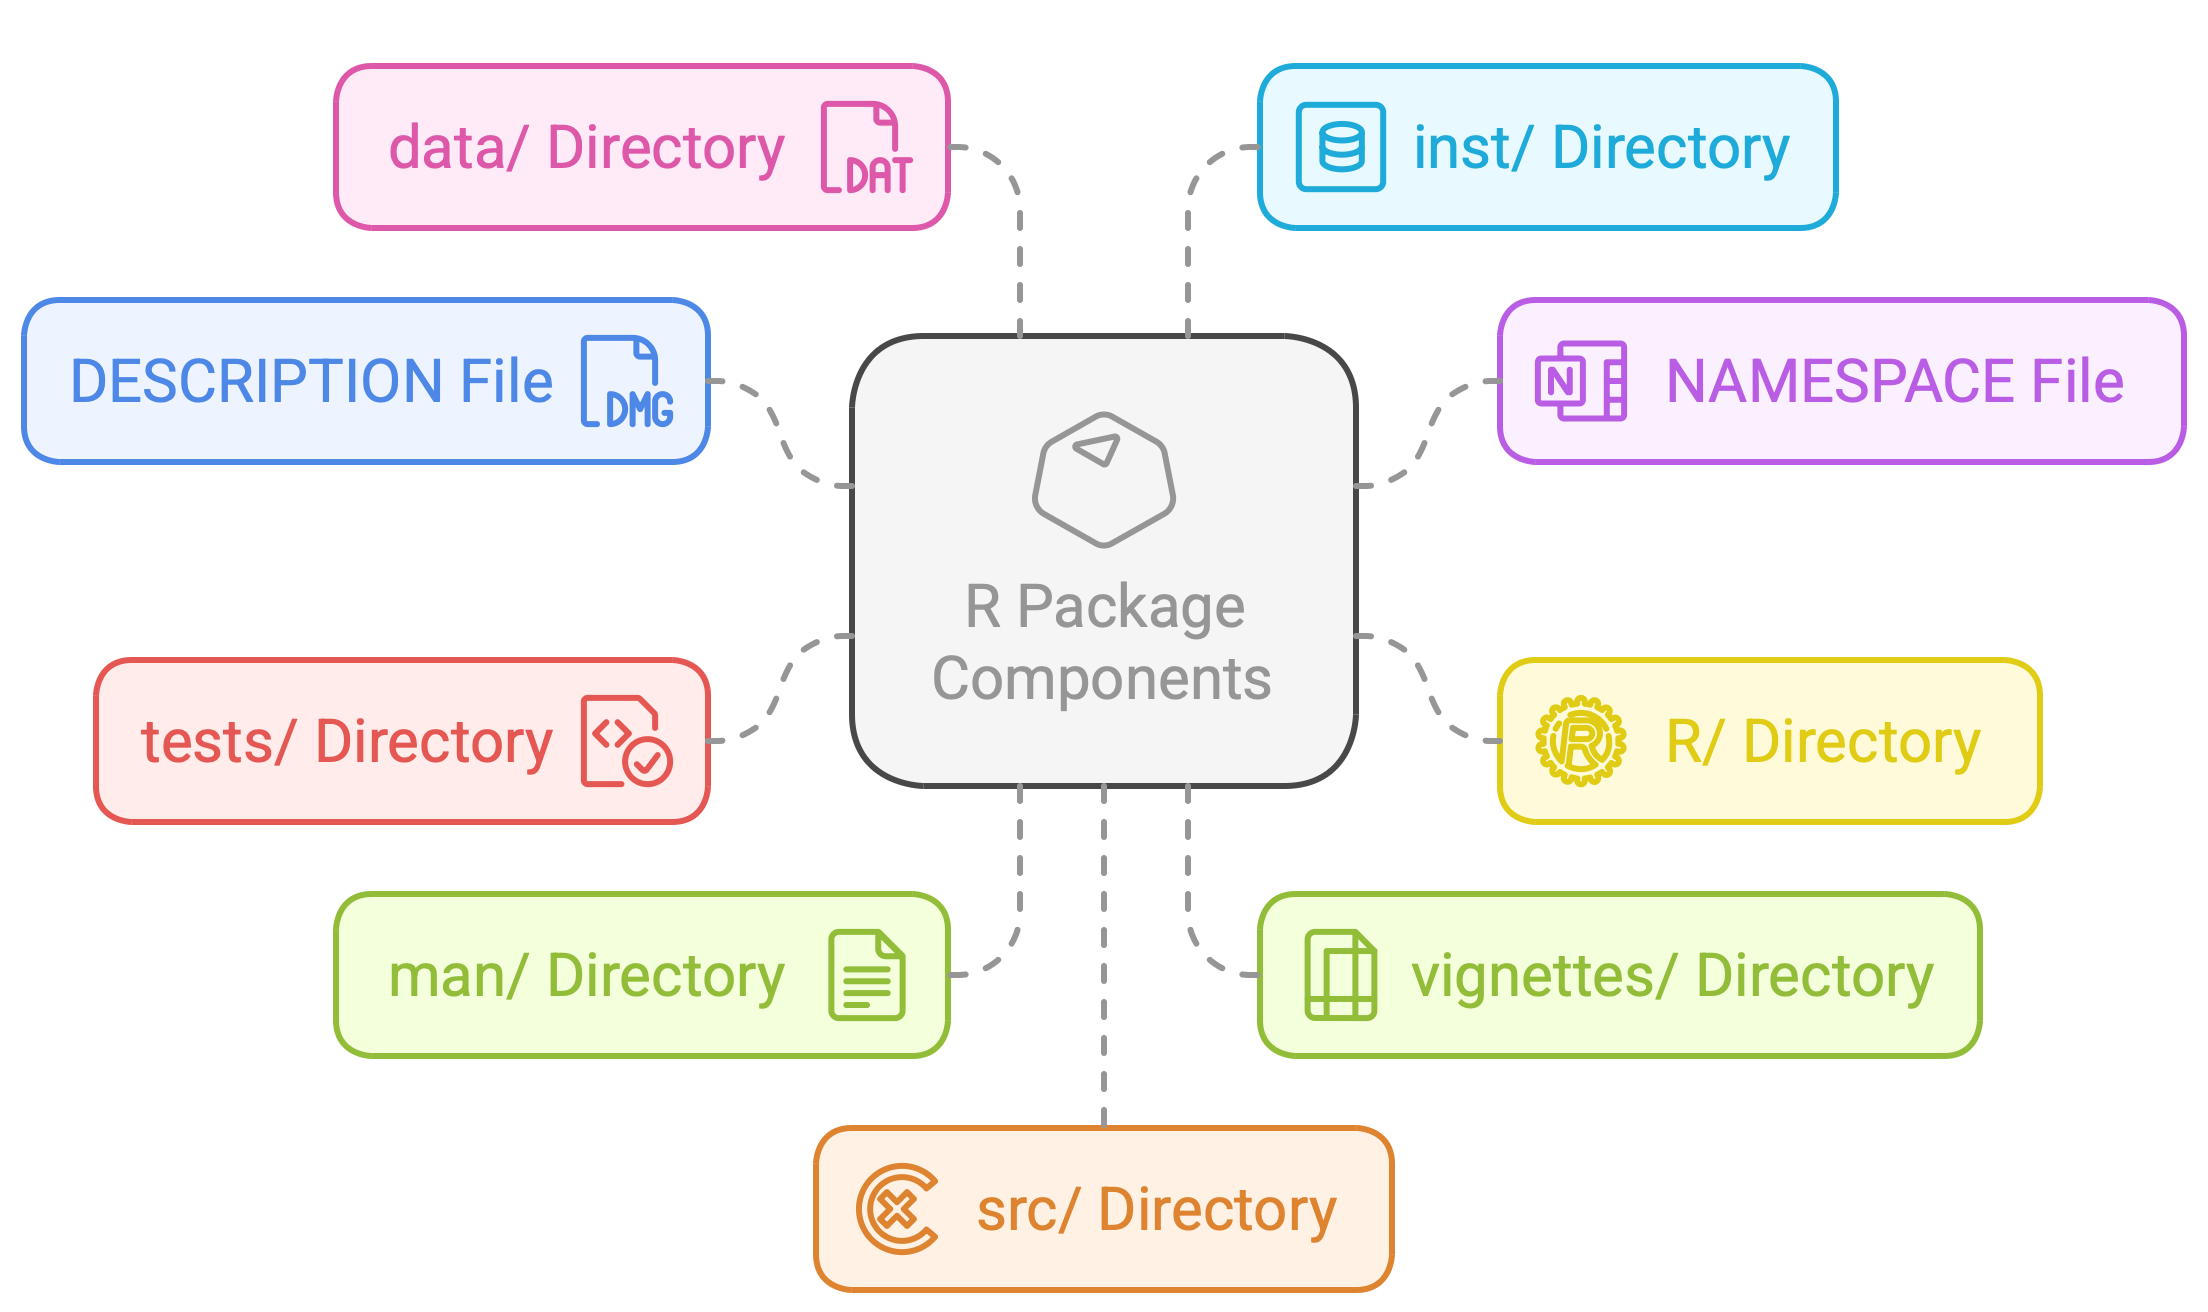 data/ Directory
DAT
inst/ Directory
DESCRIPTION File
DMG
N
NAMESPACE File
R Package
Components
tests/ Directory
R
R/ Directory
man/ Directory
vignettes/ Directory
src/ Directory